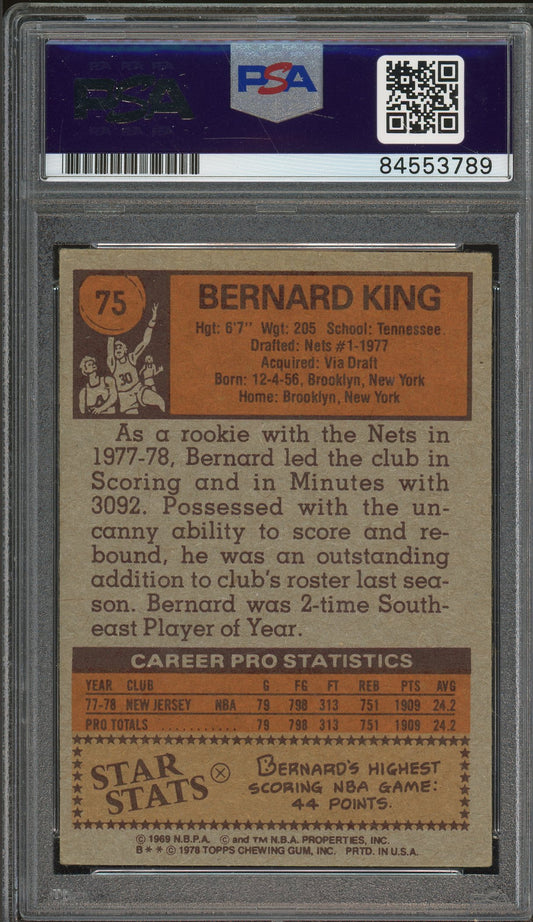 PSA
PSA
84553789
75
BERNARD KING
Hgt: 6'7" Wgt: 205 School: Tennessee
Drafted: Nets #1-1977
Acquired: Via Draft
Born: 12-4-56, Brooklyn, New York
Home: Brooklyn, New York
30
As a rookie with the Nets in
1977-78, Bernard led the club in
Scoring and in Minutes with
3092. Possessed with the un-
canny ability to score and re-
bound, he was an outstanding
addition to club's roster last sea-
son. Bernard was 2-time South-
east Player of Year.
CAREER PRO STATISTICS
YEAR CLUB G FG FT REB PTS AVG
77-78 NEW JERSEY NBA 79 798 313 751 1909 24.2
PRO TOTALS ........... 79 798 313 751 1909 24.2
STAR
STATS
BERNARD'S HIGHEST
SCORING NBA GAME:
44 POINTS.
© 1969 N.B.P.A. © and TM N.B.A. PROPERTIES, INC.
B * * © 1978 TOPPS CHEWING GUM, INC. PRTD. IN U.S.A.